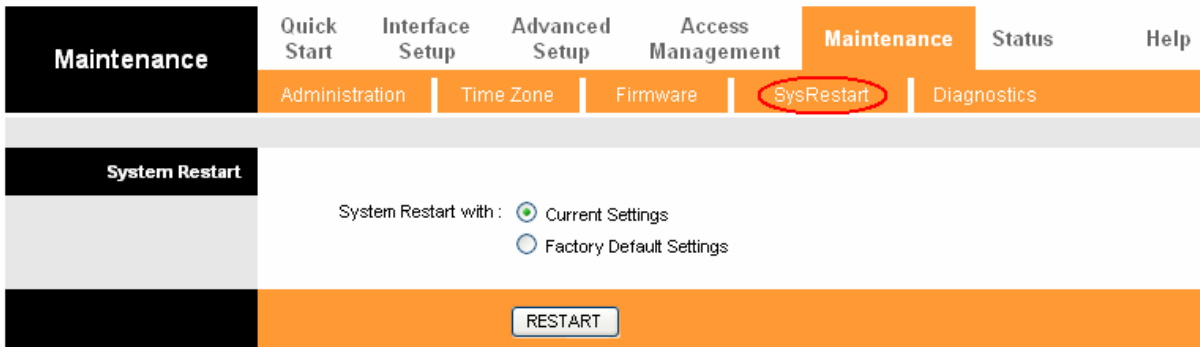 Maintenance
Quick Start
Interface Setup
Advanced Setup
Access Management
Maintenance
Status
Help
Administration
Time Zone
Firmware
SysRestart
Diagnostics
System Restart
System Restart with :
Current Settings
Factory Default Settings
RESTART